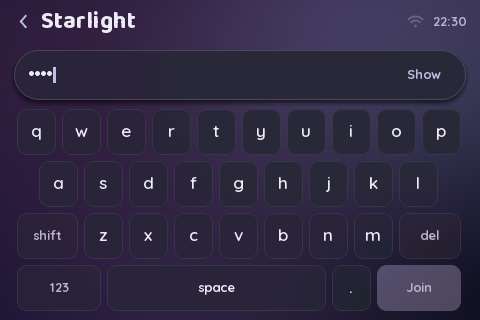 Starlight
22:30
•••• Show
q w e r t y u i o p
a s d f g h j k l
shift z x c v b n m del
123 space . Join